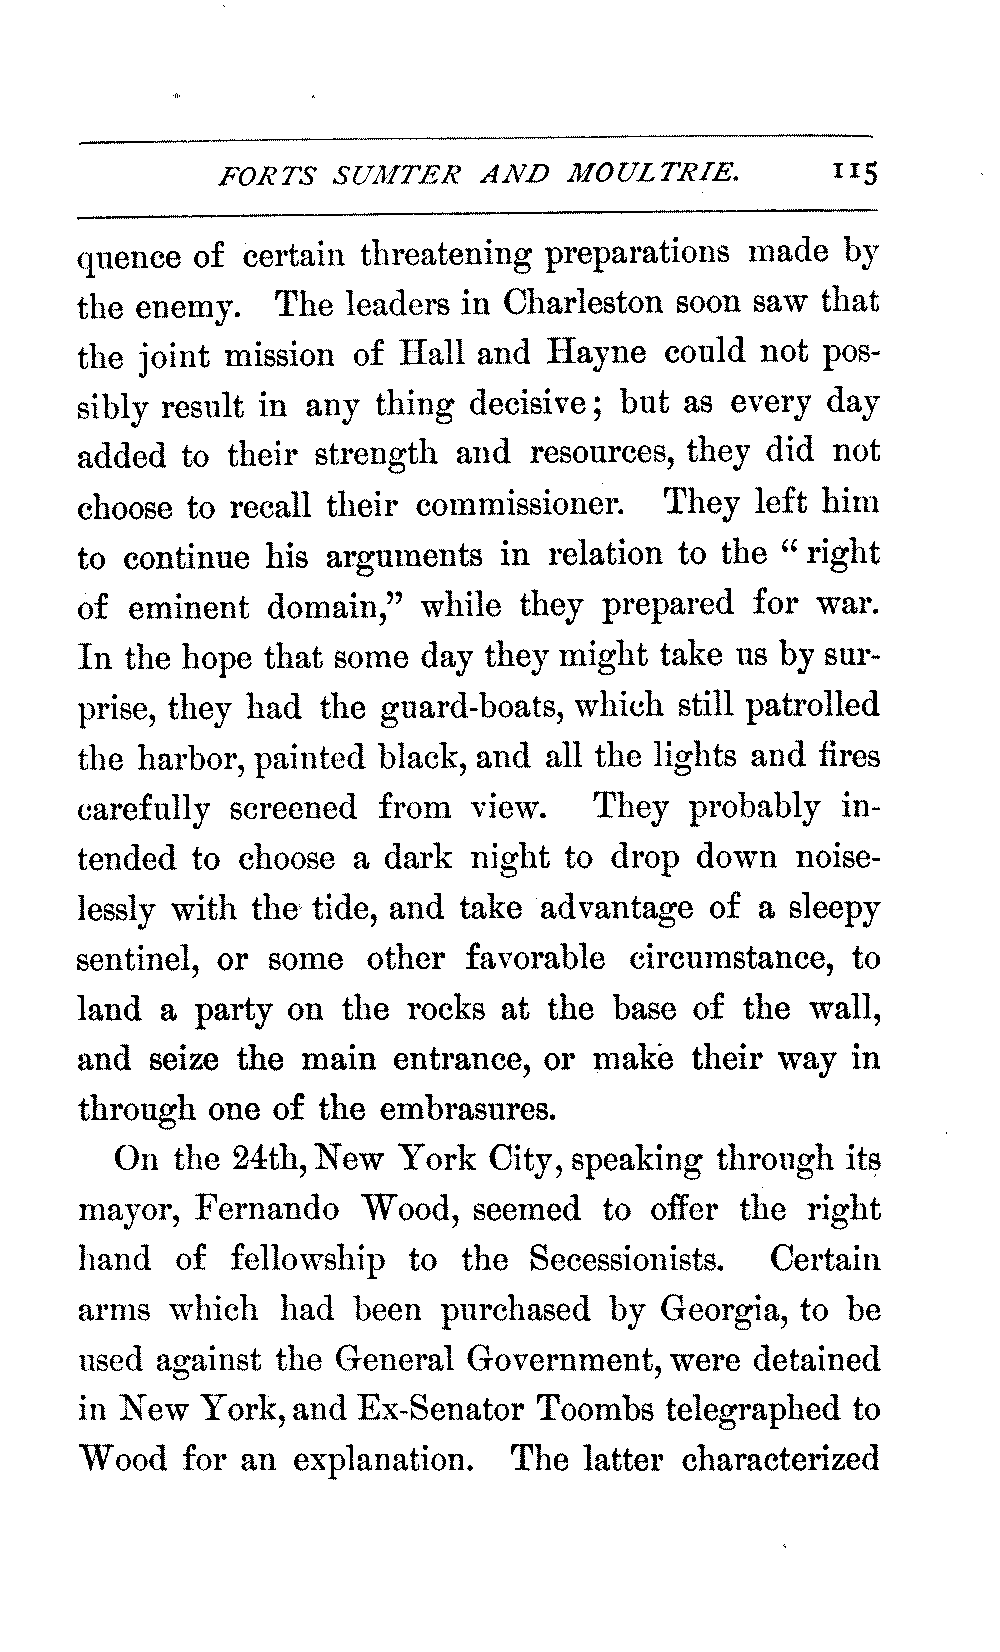 FORTS SUMTER AND MOULTRIE. 115
quence of certain threatening preparations made by
the enemy. The leaders in Charleston soon saw that
the joint mission of Hall and Hayne could not pos-
sibly result in any thing decisive; but as every day
added to their strength and resources, they did not
choose to recall their commissioner. They left him
to continue his arguments in relation to the “right
of eminent domain,” while they prepared for war.
In the hope that some day they might take us by sur-
prise, they had the guard-boats, which still patrolled
the harbor, painted black, and all the lights and fires
carefully screened from view. They probably in-
tended to choose a dark night to drop down noise-
lessly with the tide, and take advantage of a sleepy
sentinel, or some other favorable circumstance, to
land a party on the rocks at the base of the wall,
and seize the main entrance, or make their way in
through one of the embrasures.
On the 24th, New York City, speaking through its
mayor, Fernando Wood, seemed to offer the right
hand of fellowship to the Secessionists. Certain
arms which had been purchased by Georgia, to be
used against the General Government, were detained
in New York, and Ex-Senator Toombs telegraphed to
Wood for an explanation. The latter characterized